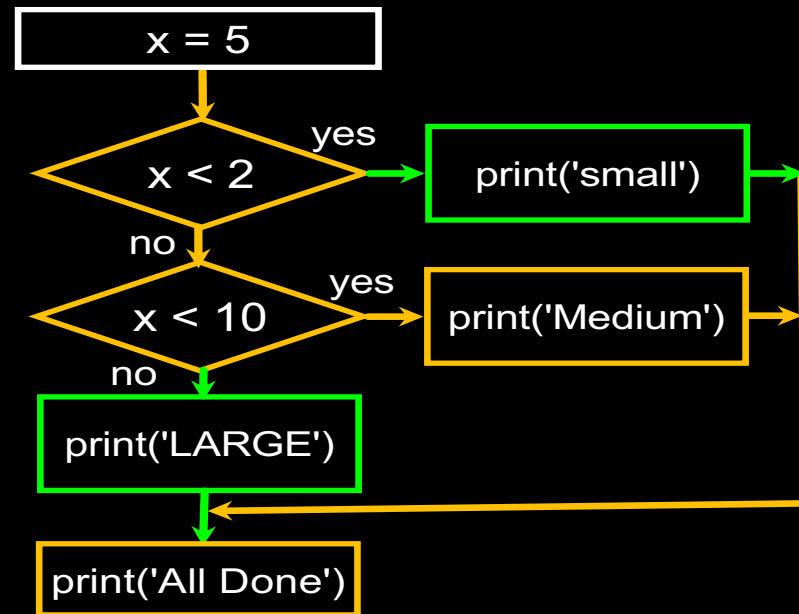 x = 5
yes
x < 2
print('small')
no
yes
x < 10
print('Medium')
no
print('LARGE')
print('All Done')